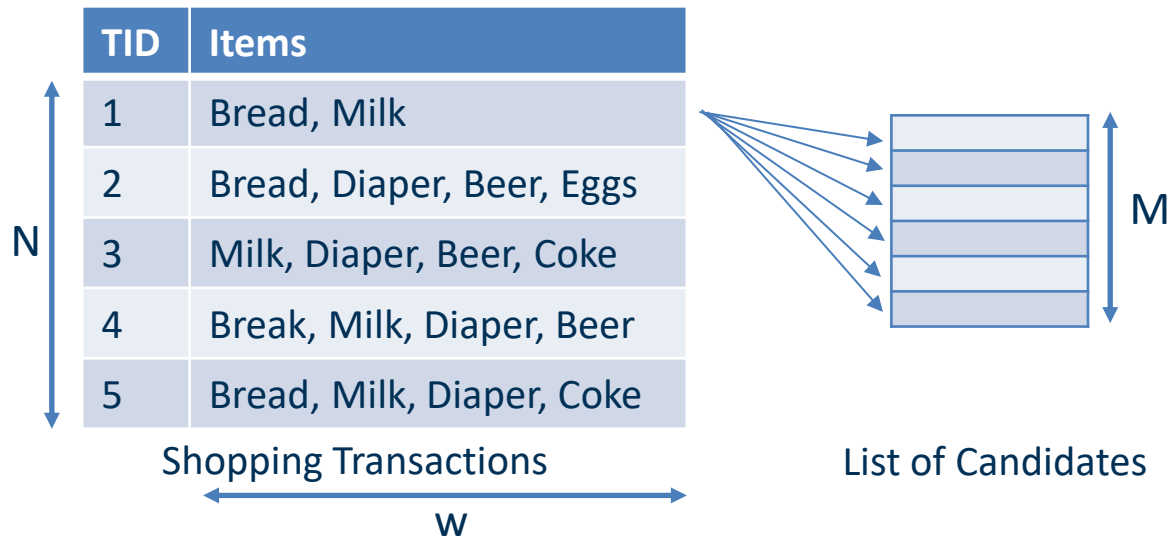 TID Items
1 Bread, Milk
2 Bread, Diaper, Beer, Eggs
3 Milk, Diaper, Beer, Coke
4 Break, Milk, Diaper, Beer
5 Bread, Milk, Diaper, Coke
N
M
Shopping Transactions
List of Candidates
w